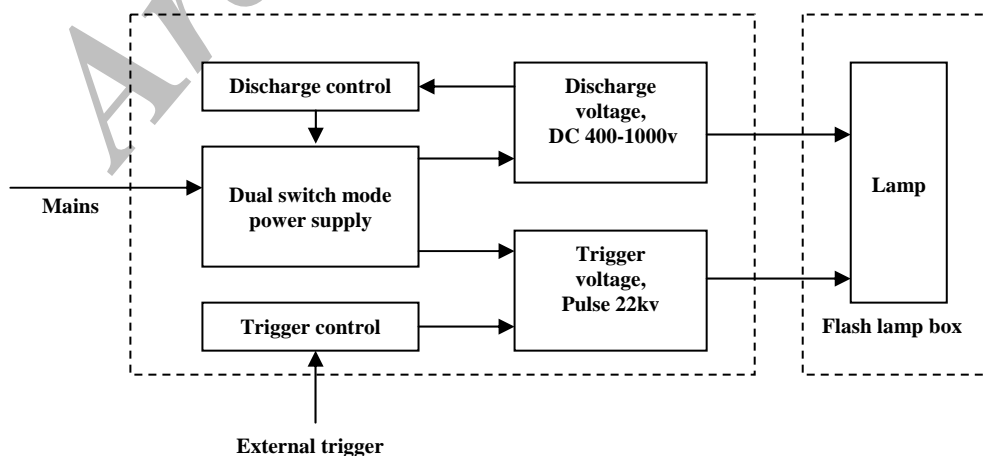 Discharge control
Discharge
voltage,
DC 400-1000v
Mains
Dual switch mode
power supply
Lamp
Trigger
voltage,
Pulse 22kv
Trigger control
Flash lamp box
External trigger